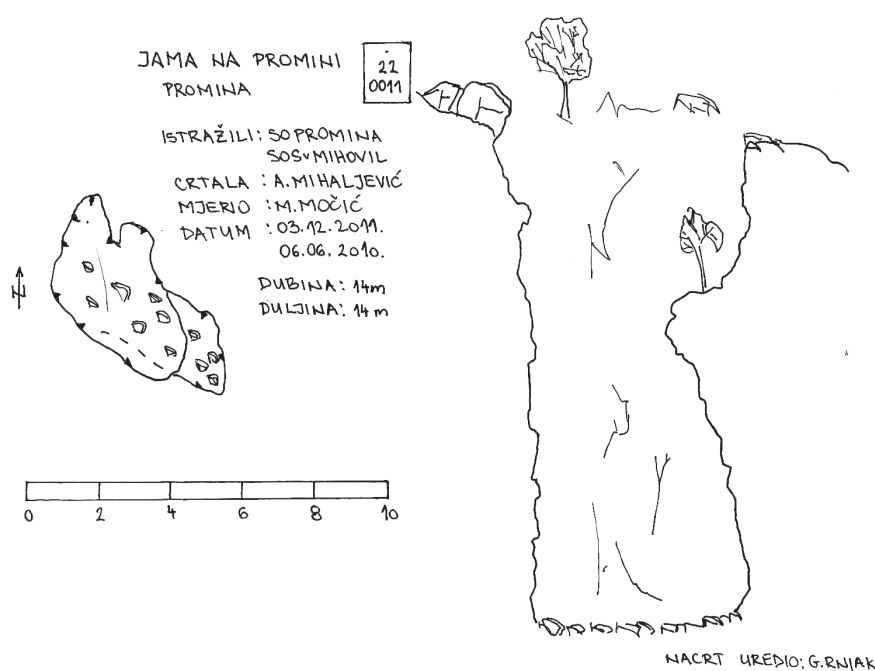 JAMA NA PROMINI
22
0011
PROMINA
ISTRAŽILI: SO PROMINA
SOSv MIHOVIL
CRTALA : A. MIHALJEVIĆ
MJERIO : M. MOČIĆ
DATUM : 03.12.2011.
06.06.2010.
DUBINA: 14m
DULJINA: 14 m
N
0 2 4 6 8 10
NACRT UREDIO: G. RNJAK